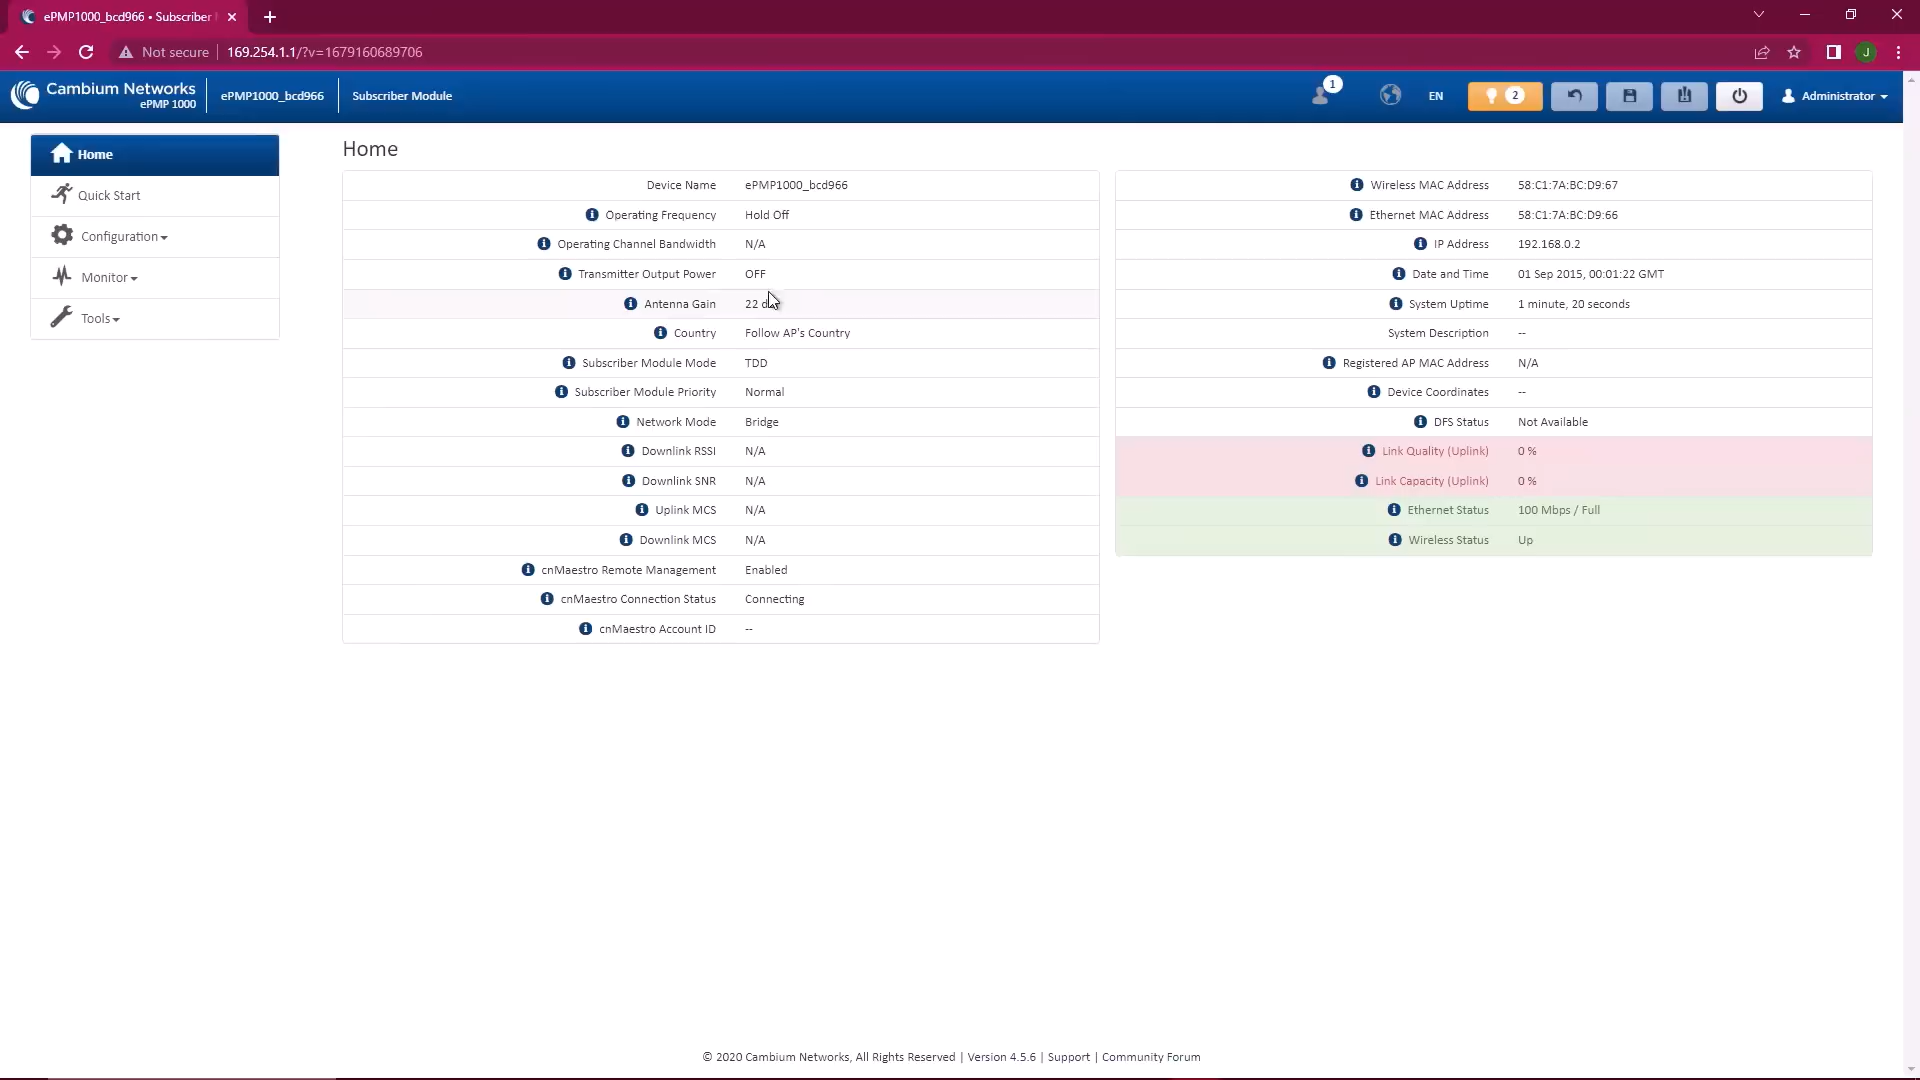 ePMP1000_bcd966 • Subscriber
Not secure 169.254.1.1/?v=1679160689706
J
Cambium Networks
ePMP 1000
ePMP1000_bcd966 Subscriber Module
1
EN
2
Administrator
Home
Quick Start
Configuration
Monitor
Tools
Home
Device Name ePMP1000_bcd966
Operating Frequency Hold Off
Operating Channel Bandwidth N/A
Transmitter Output Power OFF
Antenna Gain 22
Country Follow AP's Country
Subscriber Module Mode TDD
Subscriber Module Priority Normal
Network Mode Bridge
Downlink RSSI N/A
Downlink SNR N/A
Uplink MCS N/A
Downlink MCS N/A
cnMaestro Remote Management Enabled
cnMaestro Connection Status Connecting
cnMaestro Account ID --
Wireless MAC Address 58:C1:7A:BC:D9:67
Ethernet MAC Address 58:C1:7A:BC:D9:66
IP Address 192.168.0.2
Date and Time 01 Sep 2015, 00:01:22 GMT
System Uptime 1 minute, 20 seconds
System Description --
Registered AP MAC Address N/A
Device Coordinates --
DFS Status Not Available
Link Quality (Uplink) 0 %
Link Capacity (Uplink) 0 %
Ethernet Status 100 Mbps / Full
Wireless Status Up
© 2020 Cambium Networks, All Rights Reserved | Version 4.5.6 | Support | Community Forum